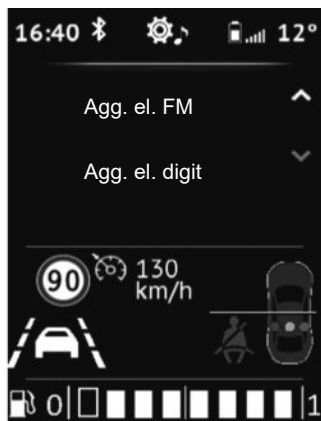 16:40 12°
Agg. el. FM
Agg. el. digit
90 130
km/h
0 1